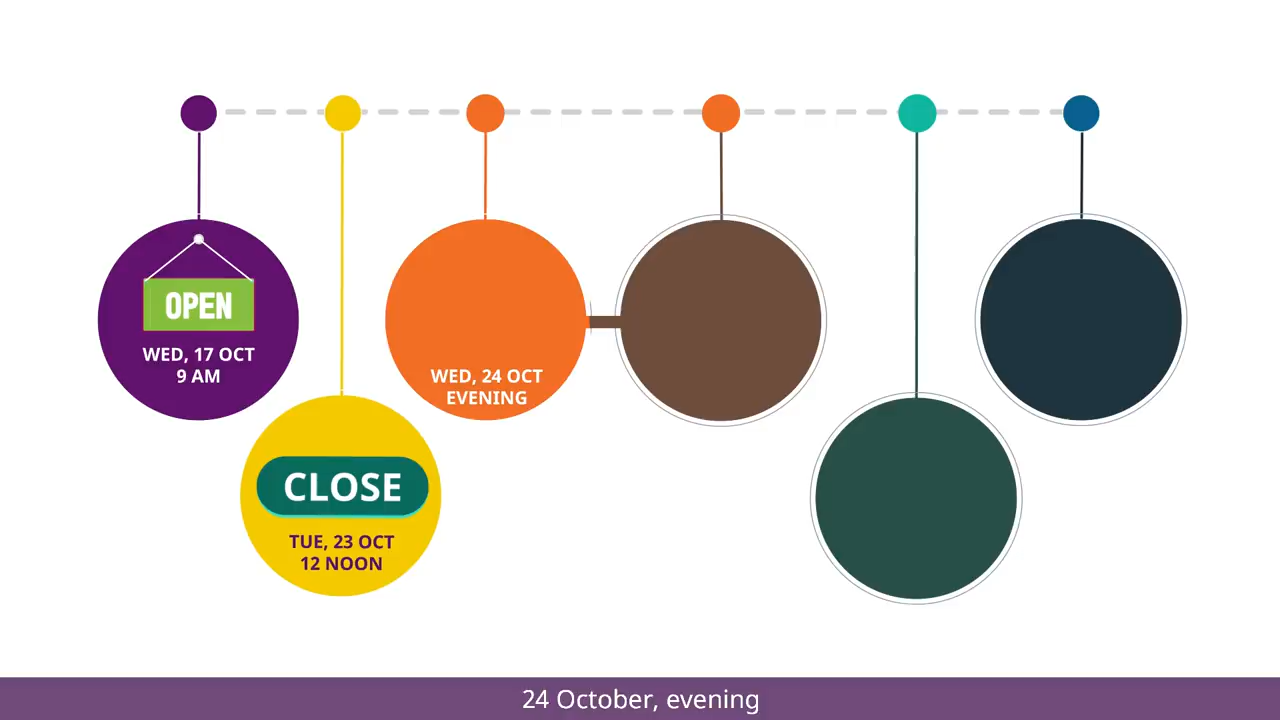 OPEN
WED, 17 OCT
9 AM
CLOSE
TUE, 23 OCT
12 NOON
WED, 24 OCT
EVENING
24 October, evening